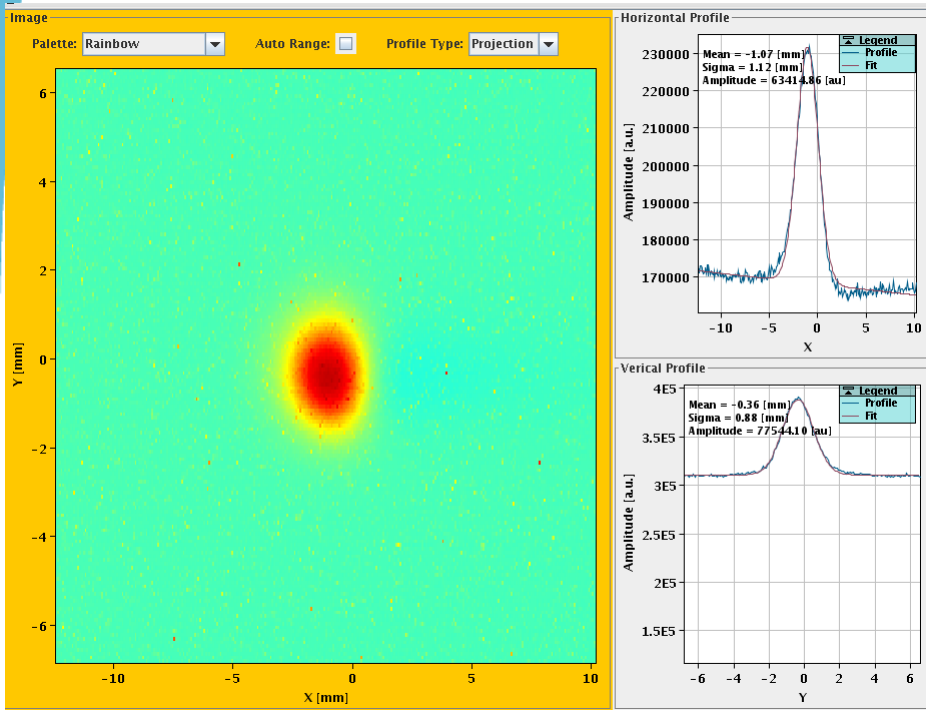 Image
Palette: Rainbow Auto Range: Profile Type: Projection
6
4
2
0
-2
-4
-6
Y [mm]
-10 -5 0 5 10
X [mm]
Horizontal Profile
Mean = -1.07 [mm]
Sigma = 1.12 [mm]
Amplitude = 63414.86 [au]
Legend
Profile
Fit
230000
220000
210000
200000
190000
180000
170000
Amplitude [a.u.]
-10 -5 0 5 10
X
Verical Profile
Mean = -0.36 [mm]
Sigma = 0.88 [mm]
Amplitude = 77544.10 [au]
Legend
Profile
Fit
4E5
3.5E5
3E5
2.5E5
2E5
1.5E5
Amplitude [a.u.]
-6 -4 -2 0 2 4 6
Y